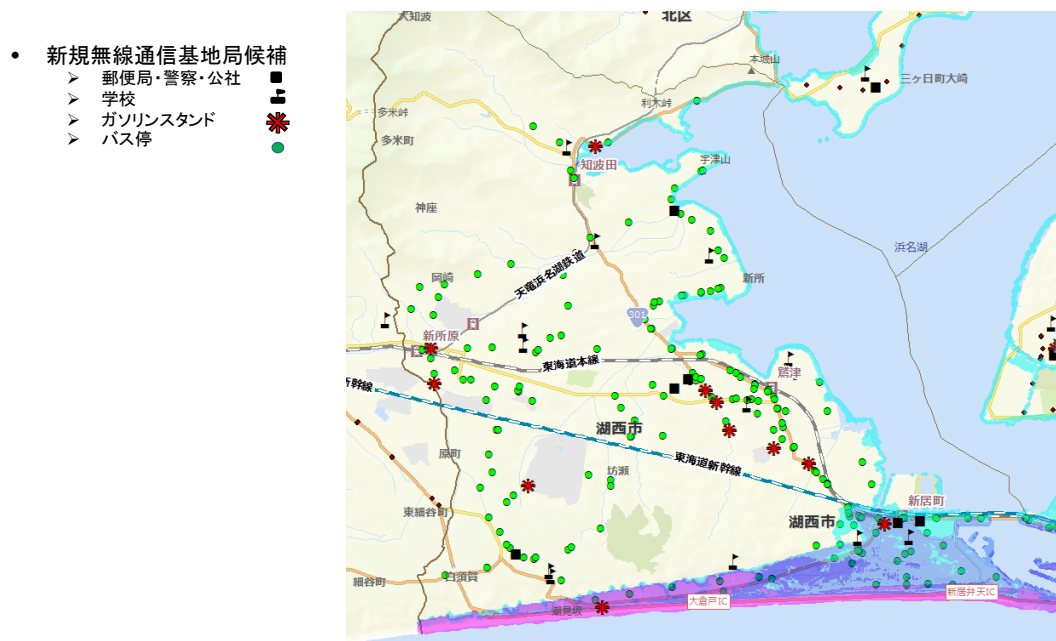 • 新規無線通信基地局候補
➢ 郵便局・警察・公社
➢ 学校
➢ ガソリンスタンド
➢ バス停
大知波
北区
本城山
三ヶ日町大崎
利木峠
多米峠
多米町
知波田
宇津山
神座
浜名湖
岡崎
天竜浜名湖鉄道
新所
301
新所原
東海道本線
鷲津
新幹線
湖西市
原町
東海道新幹線
坊瀬
新居町
東細谷町
湖西市
白須賀
細谷町
潮見坂
大倉戸IC
新居弁天IC